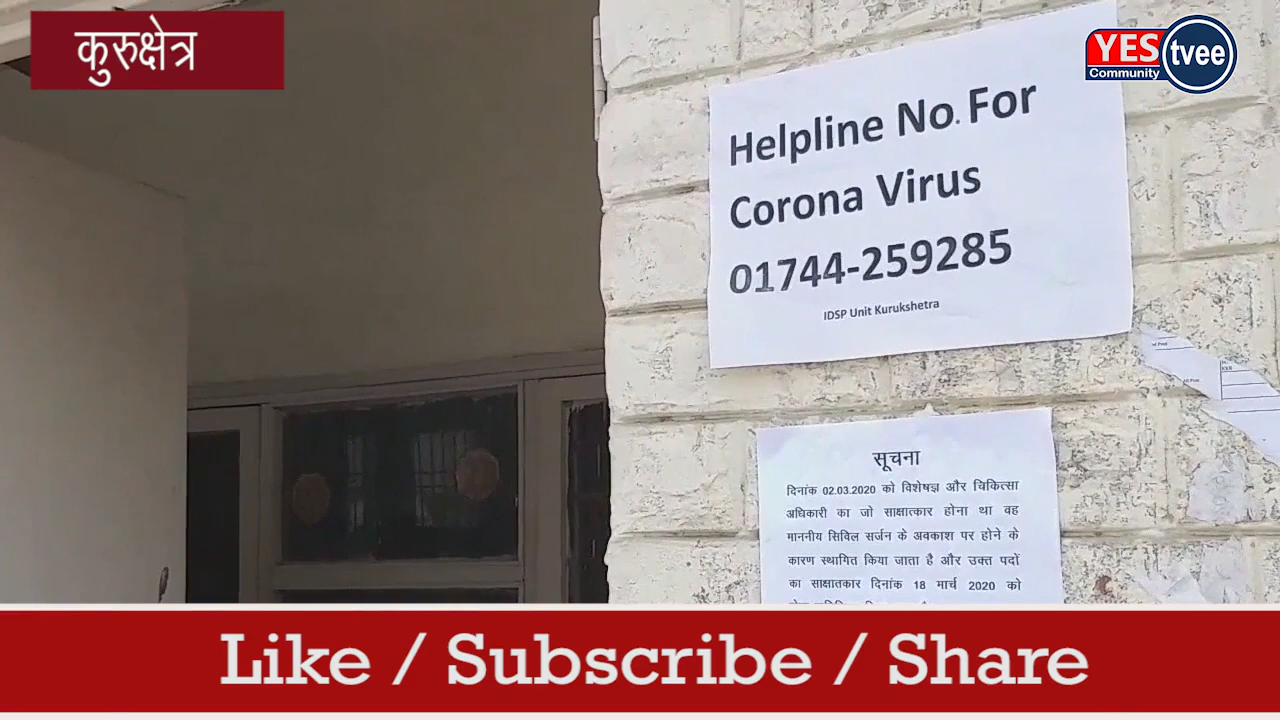 कुरुक्षेत्र
YES tvee
Community
Helpline No. For
Corona Virus
01744-259285
IDSP Unit Kurukshetra
सूचना
दिनांक 02.03.2020 को विशेषज्ञ और चिकित्सा
अधिकारी का जो साक्षात्कार होना था वह
माननीय सिविल सर्जन के अवकाश पर होने के
कारण स्थागित किया जाता है और उक्त पदों
का साक्षातकार दिनांक 18 मार्च 2020 को
Like / Subscribe / Share